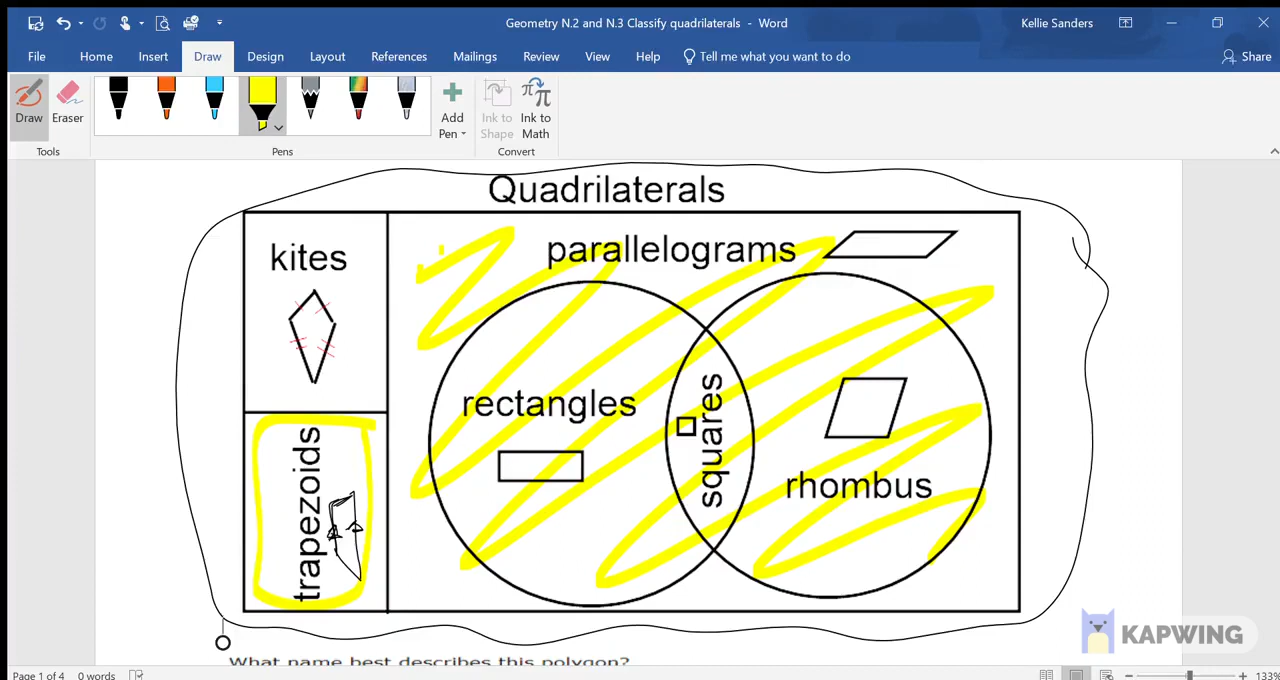 Geometry N.2 and N.3 Classify quadrilaterals - Word
Kellie Sanders
File Home Insert Draw Design Layout References Mailings Review View Help Tell me what you want to do Share
Draw Eraser Add Pen Ink to Shape Ink to Math
Tools Pens Convert
Quadrilaterals
kites
parallelograms
rectangles
squares
rhombus
trapezoids
KAPWING
What name best describes this polygon?
Page 1 of 4 0 words 133%